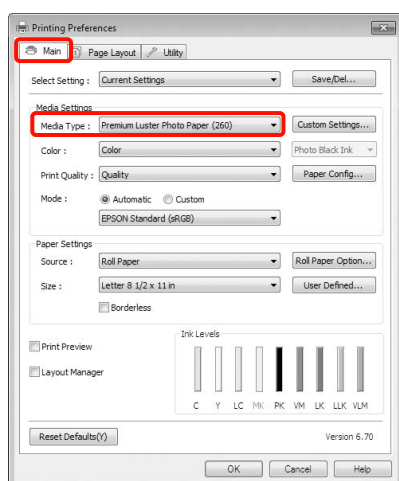 Printing Preferences
Main Page Layout Utility
Select Setting : Current Settings Save/Del...
Media Settings
Media Type : Premium Luster Photo Paper (260) Custom Settings...
Color : Color Photo Black Ink
Print Quality : Quality Paper Config...
Mode : Automatic Custom
EPSON Standard (sRGB)
Paper Settings
Source : Roll Paper Roll Paper Option...
Size : Letter 8 1/2 x 11 in User Defined...
Borderless
Ink Levels
Print Preview
Layout Manager
C Y LC MK PK VM LK LLK VLM
Reset Defaults(Y) Version 6.70
OK Cancel Help